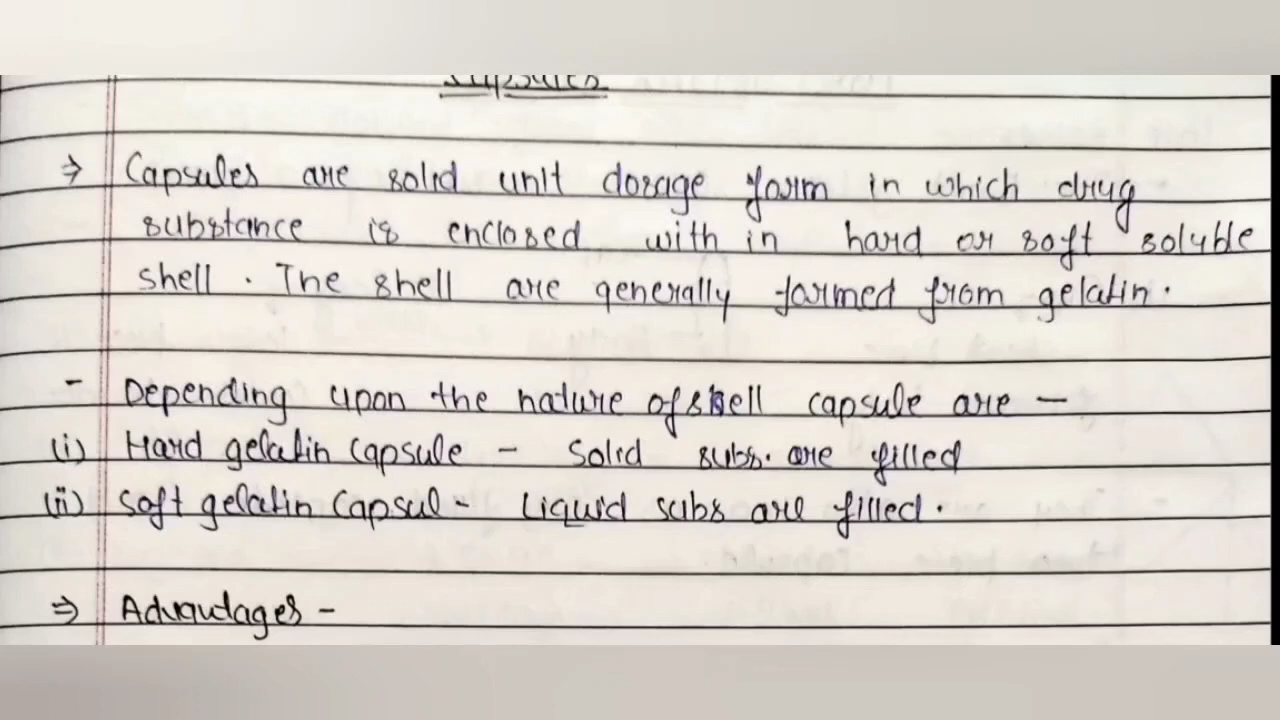 Capsules
⇒ Capsules are solid unit dosage form in which drug
substance is enclosed with in hard or soft soluble
shell. The shell are generally formed from gelatin.
- Depending upon the nature of shell capsule are –
(i) Hard gelatin capsule – Solid subs. are filled
(ii) Soft gelatin capsul - Liquid subs are filled.
⇒ Advantages –